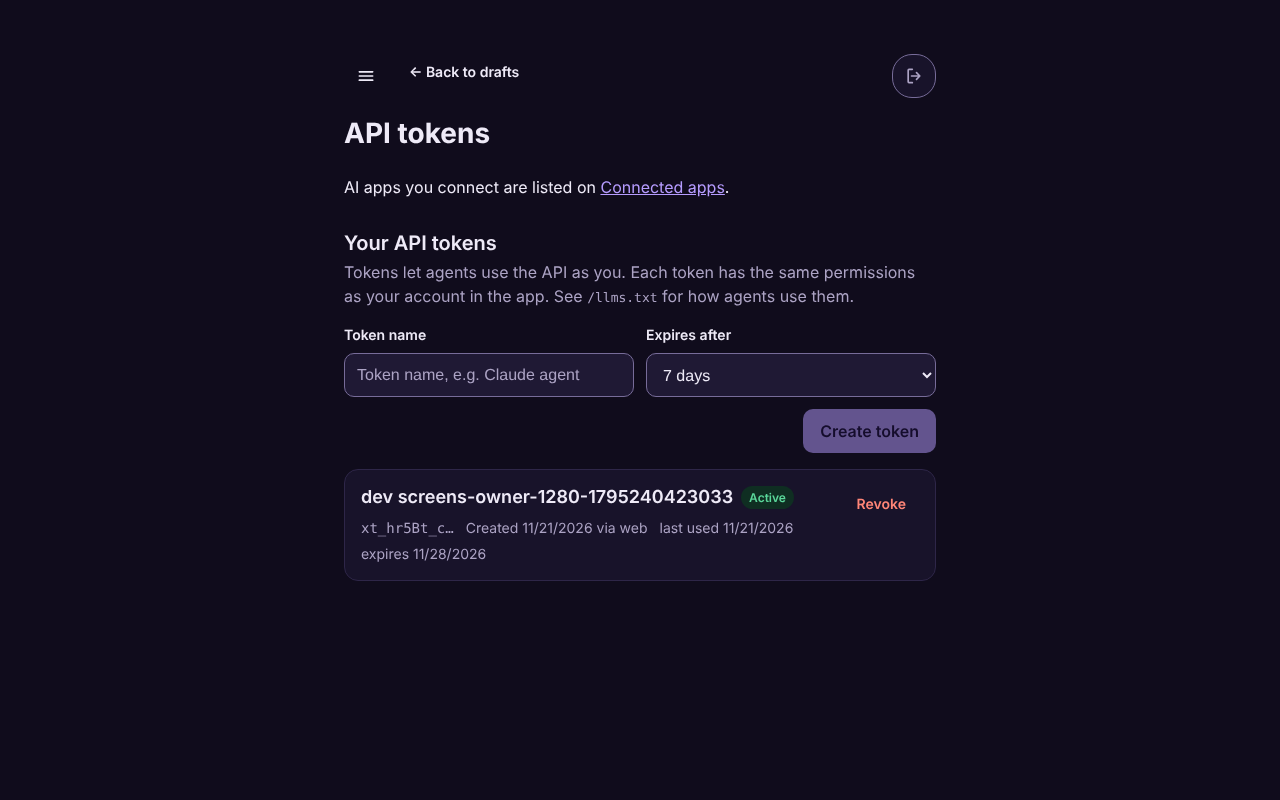 ← Back to drafts
API tokens
AI apps you connect are listed on Connected apps.
Your API tokens
Tokens let agents use the API as you. Each token has the same permissions
as your account in the app. See /llms.txt for how agents use them.
Token name
Expires after
Token name, e.g. Claude agent
7 days
Create token
dev screens-owner-1280-1795240423033 Active
Revoke
xt_hr5Bt_c… Created 11/21/2026 via web last used 11/21/2026
expires 11/28/2026